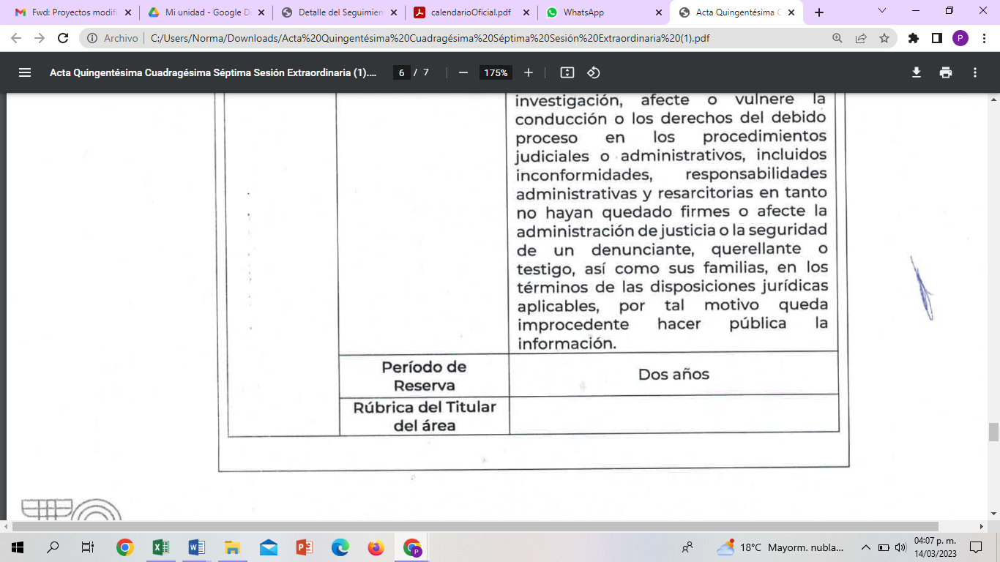 Fwd: Proyectos modifi
Mi unidad - Google D
Detalle del Seguimien
calendarioOficial.pdf
WhatsApp
Acta Quingentésima C
Archivo
C:/Users/Norma/Downloads/Acta%20Quingentésima%20Cuadragésima%20Séptima%20Sesión%20Extraordinaria%20(1).pdf
P
Acta Quingentésima Cuadragésima Séptima Sesión Extraordinaria (1)....
6 / 7
175%
investigación, afecte o vulnere la
conducción o los derechos del debido
proceso en los procedimientos
judiciales o administrativos, incluidos
inconformidades, responsabilidades
administrativas y resarcitorias en tanto
no hayan quedado firmes o afecte la
administración de justicia o la seguridad
de un denunciante, querellante o
testigo, así como sus familias, en los
términos de las disposiciones jurídicas
aplicables, por tal motivo queda
improcedente hacer pública la
información.
Período de
Reserva
Dos años
Rúbrica del Titular
del área
18°C Mayorm. nubla...
04:07 p. m.
14/03/2023